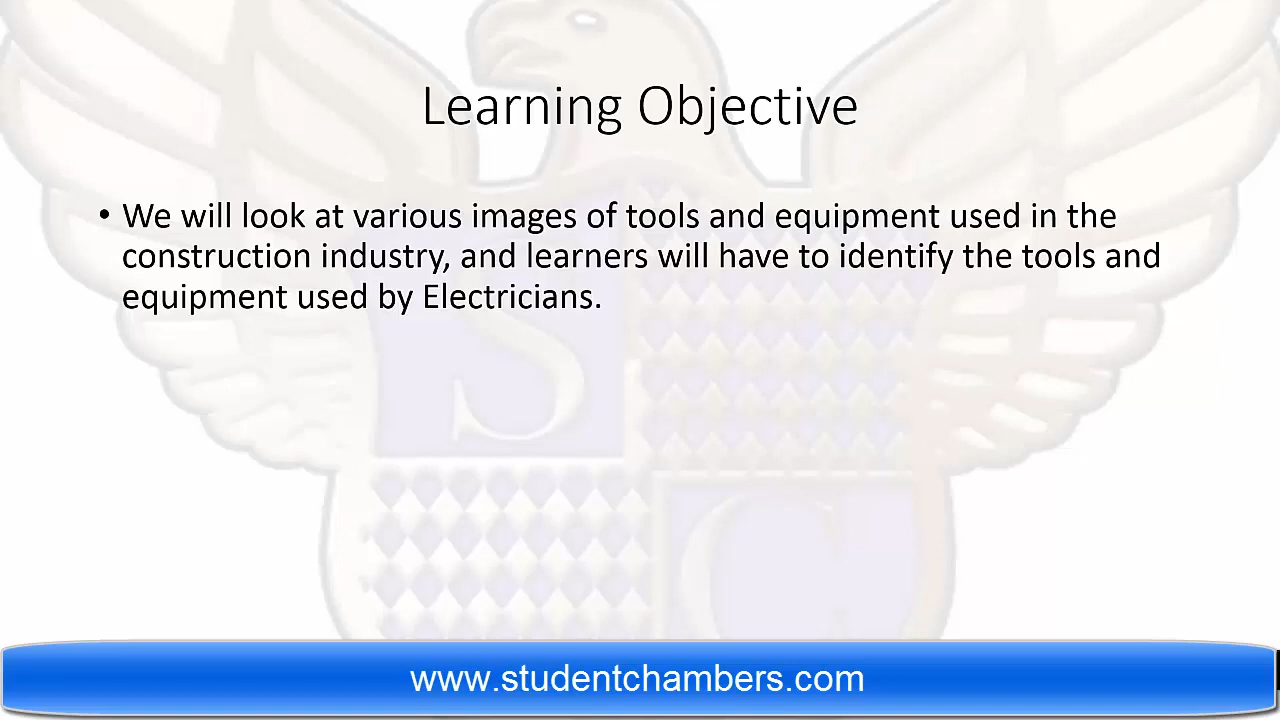 Learning Objective
• We will look at various images of tools and equipment used in the
construction industry, and learners will have to identify the tools and
equipment used by Electricians.
S
C
www.studentchambers.com